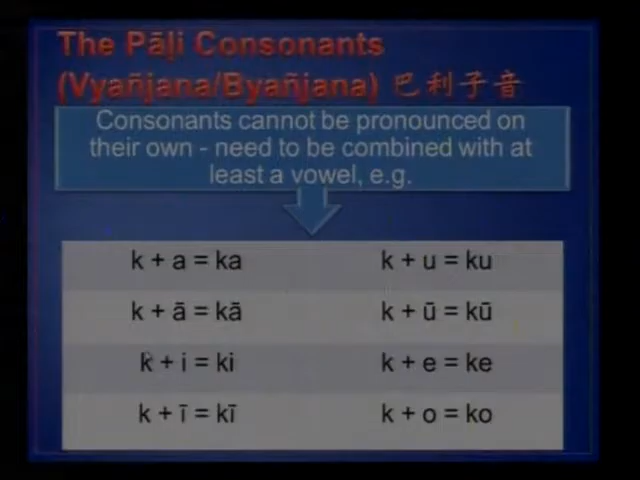 The Pāḷi Consonants
(Vyañjana/Byañjana) 巴利子音
Consonants cannot be pronounced on
their own - need to be combined with at
least a vowel, e.g.
k + a = ka
k + u = ku
k + ā = kā
k + ū = kū
k + i = ki
k + e = ke
k + ī = kī
k + o = ko